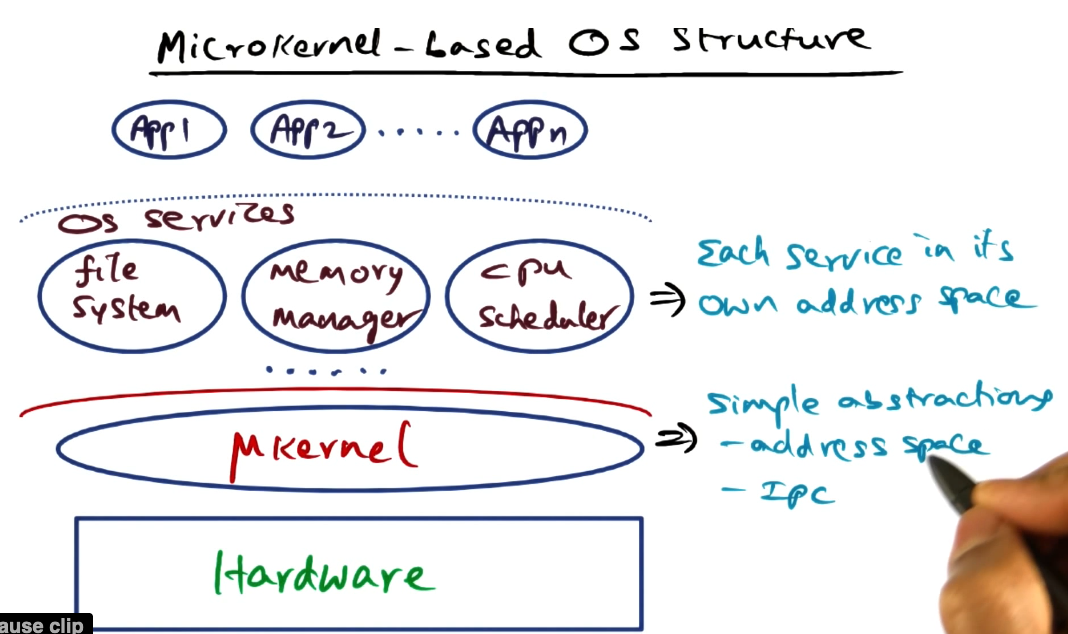 Microkernel-based OS Structure
App1 App2 ...... Appn
OS services
file system
memory manager
cpu scheduler
......
⇒ Each service in its own address space
μkernel
⇒ Simple abstractions
- address space
- IPC
Hardware
ause clip